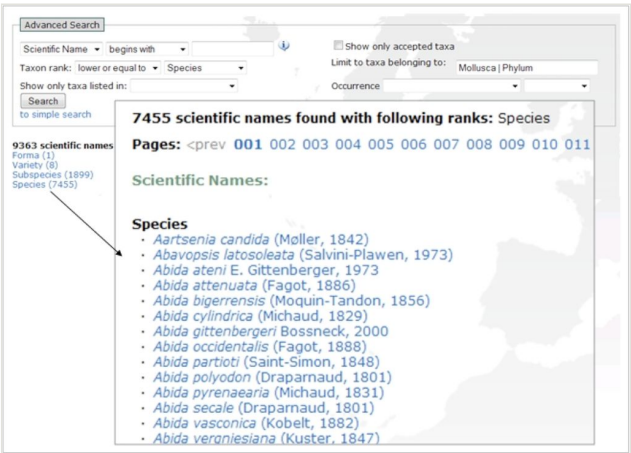 Advanced Search
Scientific Name begins with
Show only accepted taxa
Taxon rank: lower or equal to Species
Limit to taxa belonging to: Mollusca | Phylum
Show only taxa listed in:
Occurrence
Search
to simple search
9363 scientific names
Forma (1)
Variety (8)
Subspecies (1899)
Species (7455)
7455 scientific names found with following ranks: Species
Pages: <prev 001 002 003 004 005 006 007 008 009 010 011
Scientific Names:
Species
· Aartsenia candida (Møller, 1842)
· Abavopsis latosoleata (Salvini-Plawen, 1973)
· Abida ateni E. Gittenberger, 1973
· Abida attenuata (Fagot, 1886)
· Abida bigerrensis (Moquin-Tandon, 1856)
· Abida cylindrica (Michaud, 1829)
· Abida gittenbergeri Bossneck, 2000
· Abida occidentalis (Fagot, 1888)
· Abida partioti (Saint-Simon, 1848)
· Abida polyodon (Draparnaud, 1801)
· Abida pyrenaearia (Michaud, 1831)
· Abida secale (Draparnaud, 1801)
· Abida vasconica (Kobelt, 1882)
· Abida vergniesiana (Kuster, 1847)